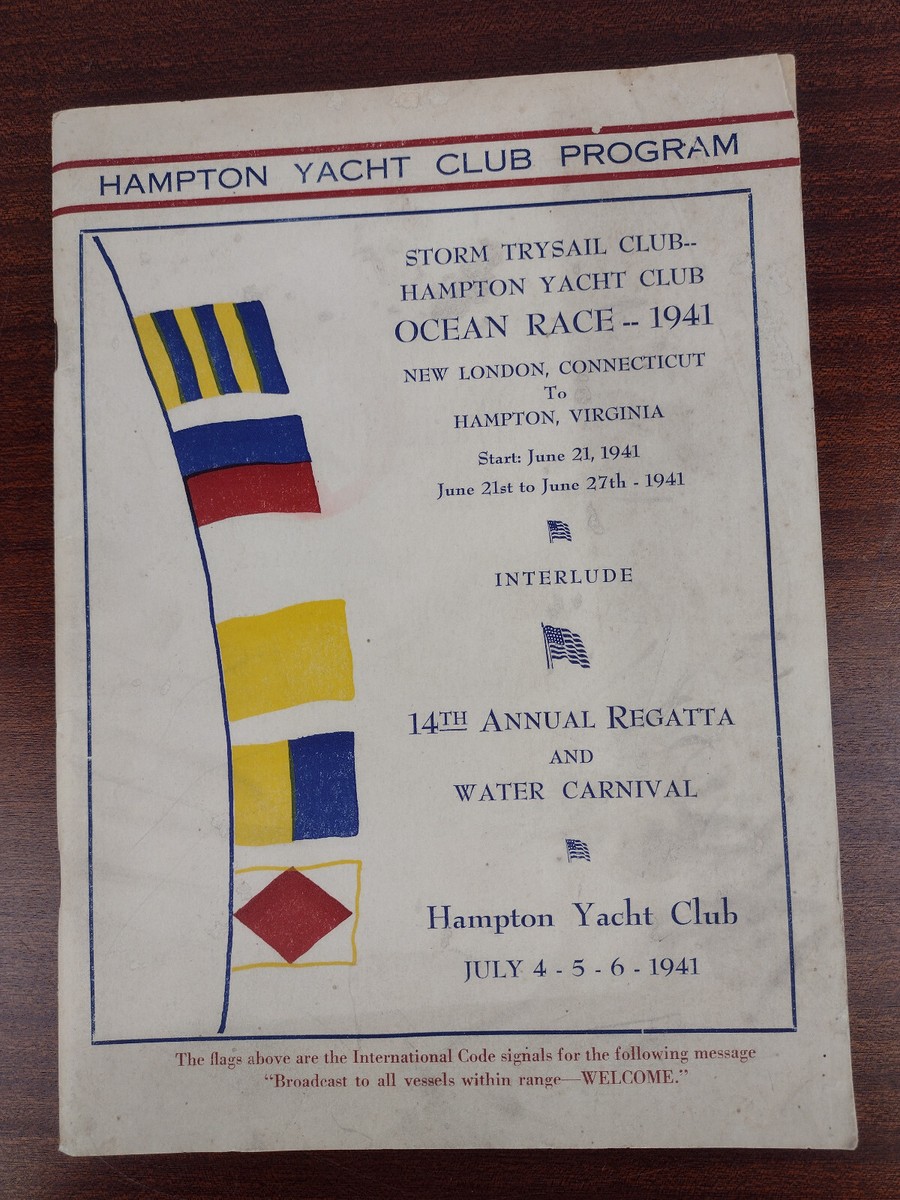 HAMPTON YACHT CLUB PROGRAM
STORM TRYSAIL CLUB--
HAMPTON YACHT CLUB
OCEAN RACE -- 1941
NEW LONDON, CONNECTICUT
To
HAMPTON, VIRGINIA
Start: June 21, 1941
June 21st to June 27th - 1941
INTERLUDE
14TH ANNUAL REGATTA
AND
WATER CARNIVAL
Hampton Yacht Club
JULY 4 - 5 - 6 - 1941
The flags above are the International Code signals for the following message
“Broadcast to all vessels within range—WELCOME.”